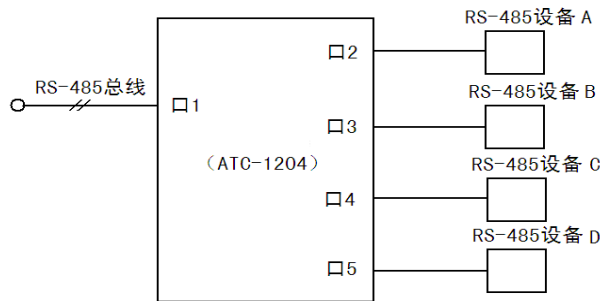 RS-485设备 A
口2
RS-485总线
口1
RS-485设备 B
口3
(ATC-1204)
RS-485设备 C
口4
RS-485设备 D
口5